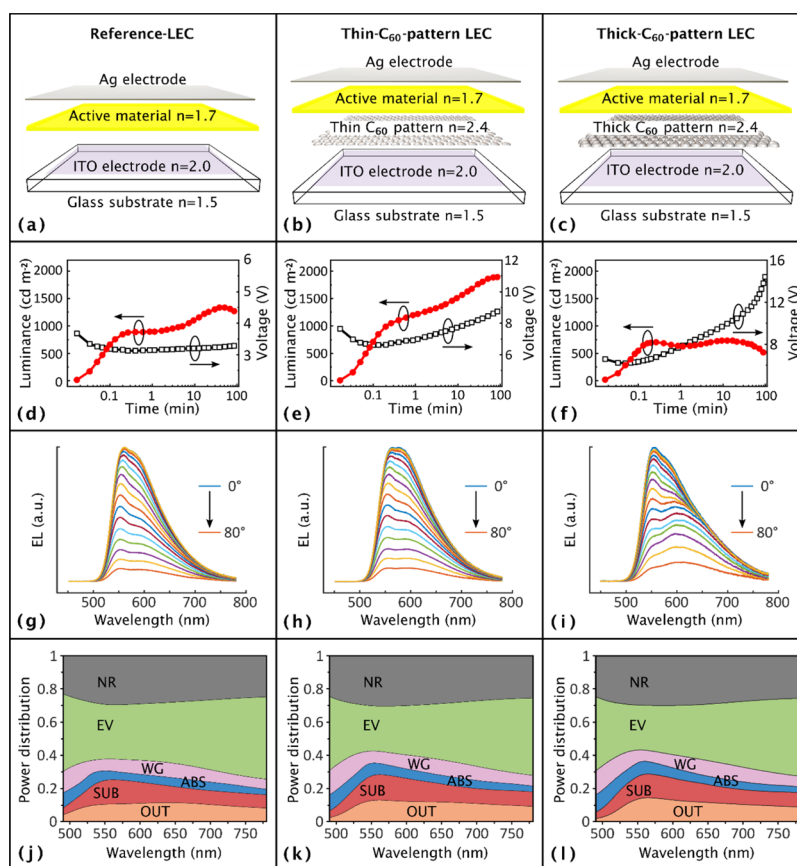 Reference-LEC
Ag electrode
Active material n=1.7
ITO electrode n=2.0
Glass substrate n=1.5
(a)
Thin-C₆₀-pattern LEC
Ag electrode
Active material n=1.7
Thin C₆₀ pattern n=2.4
ITO electrode n=2.0
Glass substrate n=1.5
(b)
Thick-C₆₀-pattern LEC
Ag electrode
Active material n=1.7
Thick C₆₀ pattern n=2.4
ITO electrode n=2.0
Glass substrate n=1.5
(c)
Luminance (cd m⁻²)
2000
1500
1000
500
0
0.1 1 10 100
Time (min)
6
5
4
3
Voltage (V)
(d)
Luminance (cd m⁻²)
2000
1500
1000
500
0
0.1 1 10 100
Time (min)
12
10
8
6
Voltage (V)
(e)
Luminance (cd m⁻²)
2000
1500
1000
500
0
0.1 1 10 100
Time (min)
16
12
8
Voltage (V)
(f)
EL (a.u.)
0°
80°
500 600 700 800
Wavelength (nm)
(g)
EL (a.u.)
0°
80°
500 600 700 800
Wavelength (nm)
(h)
EL (a.u.)
0°
80°
500 600 700 800
Wavelength (nm)
(i)
Power distribution
1
0.8
0.6
0.4
0.2
0
NR
EV
WG
ABS
SUB
OUT
500 550 600 650 700 750
Wavelength (nm)
(j)
Power distribution
1
0.8
0.6
0.4
0.2
0
NR
EV
WG
ABS
SUB
OUT
500 550 600 650 700 750
Wavelength (nm)
(k)
Power distribution
1
0.8
0.6
0.4
0.2
0
NR
EV
WG
ABS
SUB
OUT
500 550 600 650 700 750
Wavelength (nm)
(l)